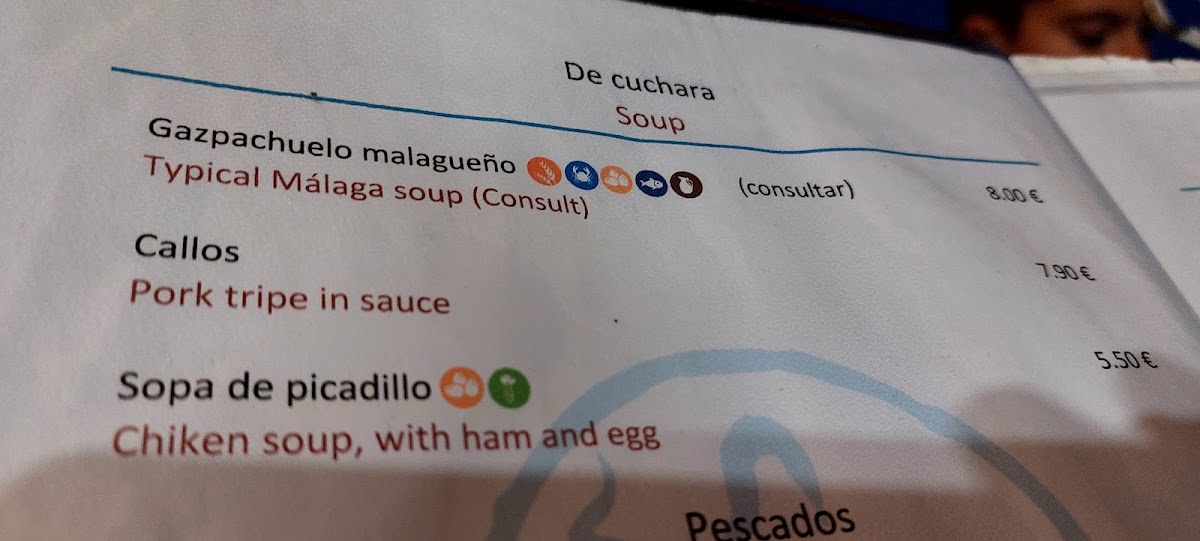 De cuchara
Soup
Gazpachuelo malagueño (consultar) 8.00 €
Typical Málaga soup (Consult)
Callos 7.90 €
Pork tripe in sauce
Sopa de picadillo 5.50 €
Chiken soup, with ham and egg
Pescados